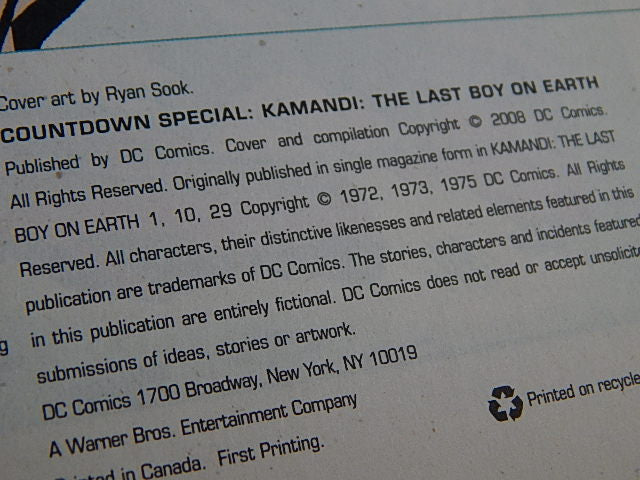 Cover art by Ryan Sook.
COUNTDOWN SPECIAL: KAMANDI: THE LAST BOY ON EARTH
Published by DC Comics. Cover and compilation Copyright © 2008 DC Comics.
All Rights Reserved. Originally published in single magazine form in KAMANDI: THE LAST
BOY ON EARTH 1, 10, 29 Copyright © 1972, 1973, 1975 DC Comics. All Rights
Reserved. All characters, their distinctive likenesses and related elements featured in this
publication are trademarks of DC Comics. The stories, characters and incidents featured
in this publication are entirely fictional. DC Comics does not read or accept unsolicite
submissions of ideas, stories or artwork.
DC Comics 1700 Broadway, New York, NY 10019
A Warner Bros. Entertainment Company
Printed on recycle
Printed in Canada. First Printing.